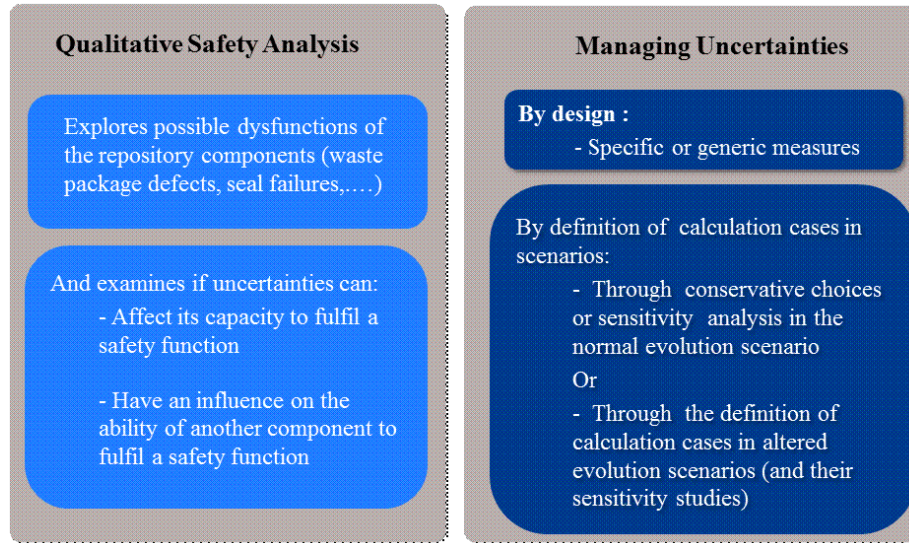 Qualitative Safety Analysis
Explores possible dysfunctions of
the repository components (waste
package defects, seal failures,....)
And examines if uncertainties can:
- Affect its capacity to fulfil a
safety function
- Have an influence on the
ability of another component to
fulfil a safety function
Managing Uncertainties
By design :
- Specific or generic measures
By definition of calculation cases in
scenarios:
- Through conservative choices
or sensitivity analysis in the
normal evolution scenario
Or
- Through the definition of
calculation cases in altered
evolution scenarios (and their
sensitivity studies)